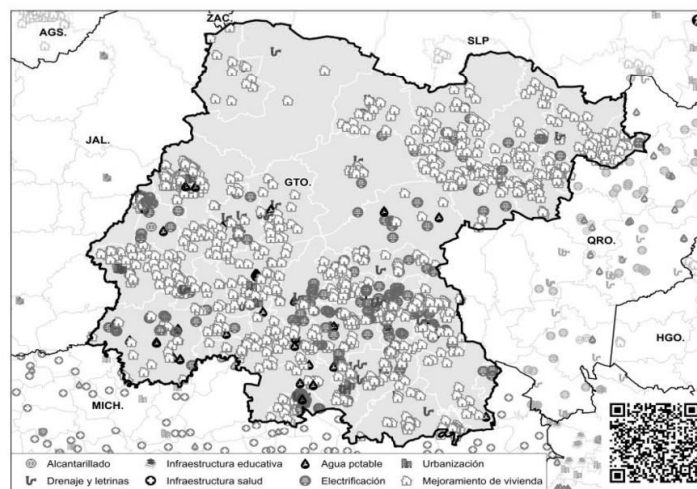 ZAC.
AGS.
SLP
JAL.
GTO.
QRO.
HGO.
MICH.
Alcantarillado
Infraestructura educativa
Agua potable
Urbanización
Drenaje y letrinas
Infraestructura salud
Electrificación
Mejoramiento de vivienda